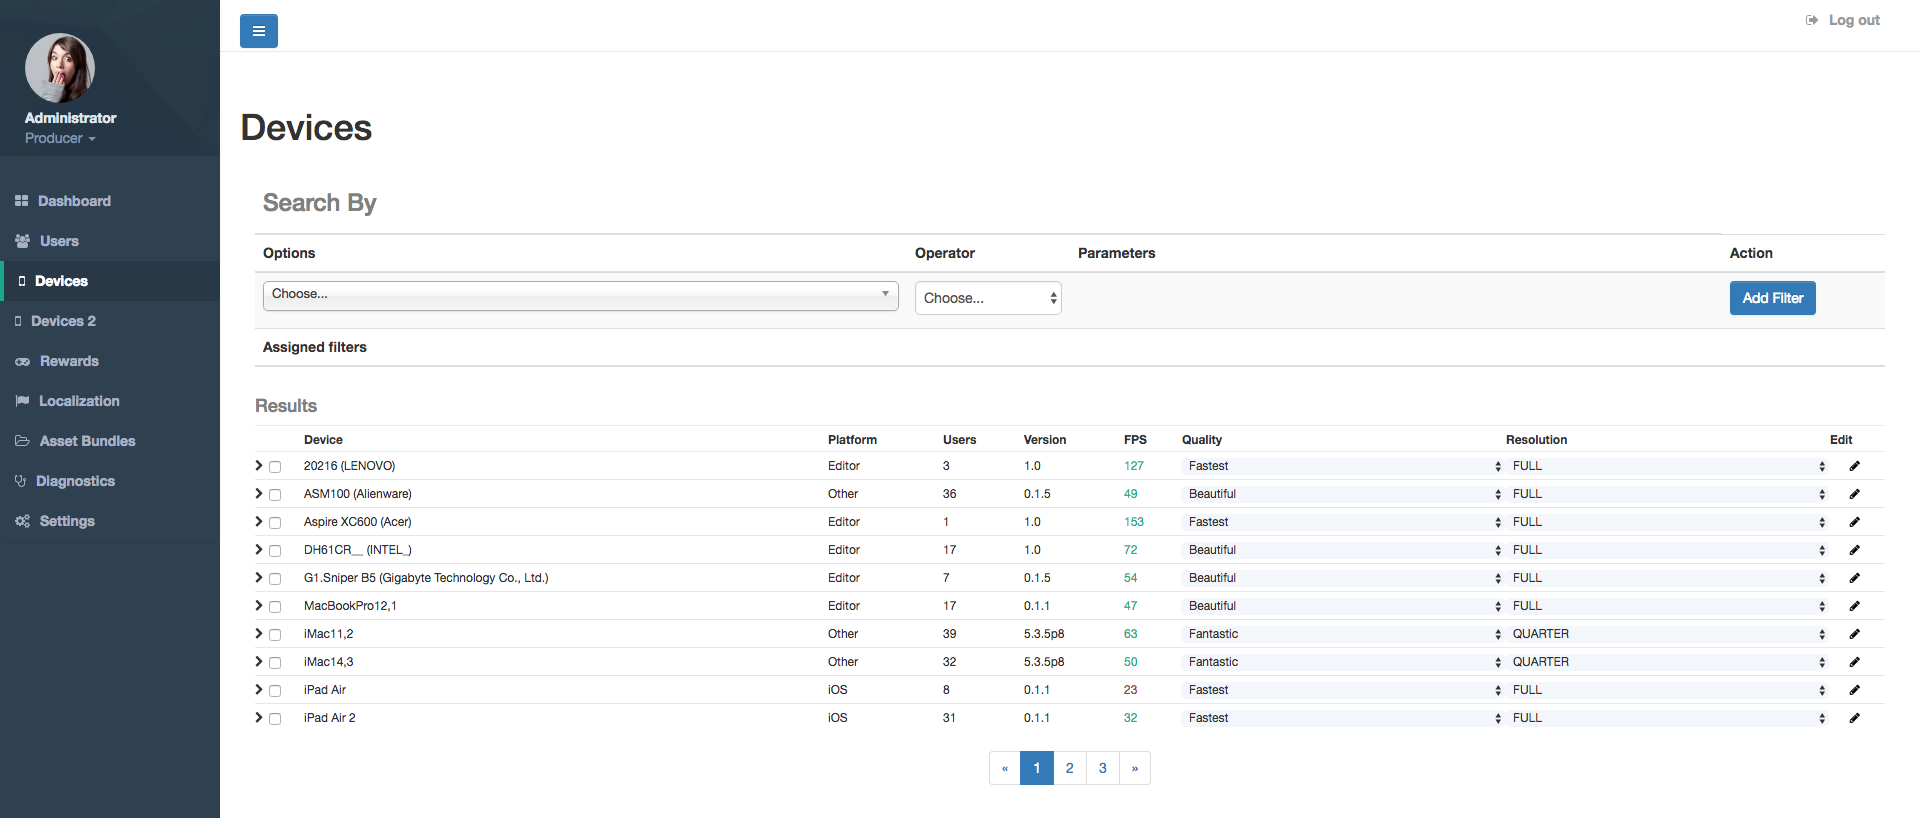 Log out
Administrator
Producer
Dashboard
Users
Devices
Devices 2
Rewards
Localization
Asset Bundles
Diagnostics
Settings
Devices
Search By
Options Operator Parameters Action
Choose... Choose... Add Filter
Assigned filters
Results
Device Platform Users Version FPS Quality Resolution Edit
20216 (LENOVO) Editor 3 1.0 127 Fastest FULL
ASM100 (Alienware) Other 36 0.1.5 49 Beautiful FULL
Aspire XC600 (Acer) Editor 1 1.0 153 Fastest FULL
DH61CR__ (INTEL_) Editor 17 1.0 72 Beautiful FULL
G1.Sniper B5 (Gigabyte Technology Co., Ltd.) Editor 7 0.1.5 54 Beautiful FULL
MacBookPro12,1 Editor 17 0.1.1 47 Beautiful FULL
iMac11,2 Other 39 5.3.5p8 63 Fantastic QUARTER
iMac14,3 Other 32 5.3.5p8 50 Fantastic QUARTER
iPad Air iOS 8 0.1.1 23 Fastest FULL
iPad Air 2 iOS 31 0.1.1 32 Fastest FULL
« 1 2 3 »